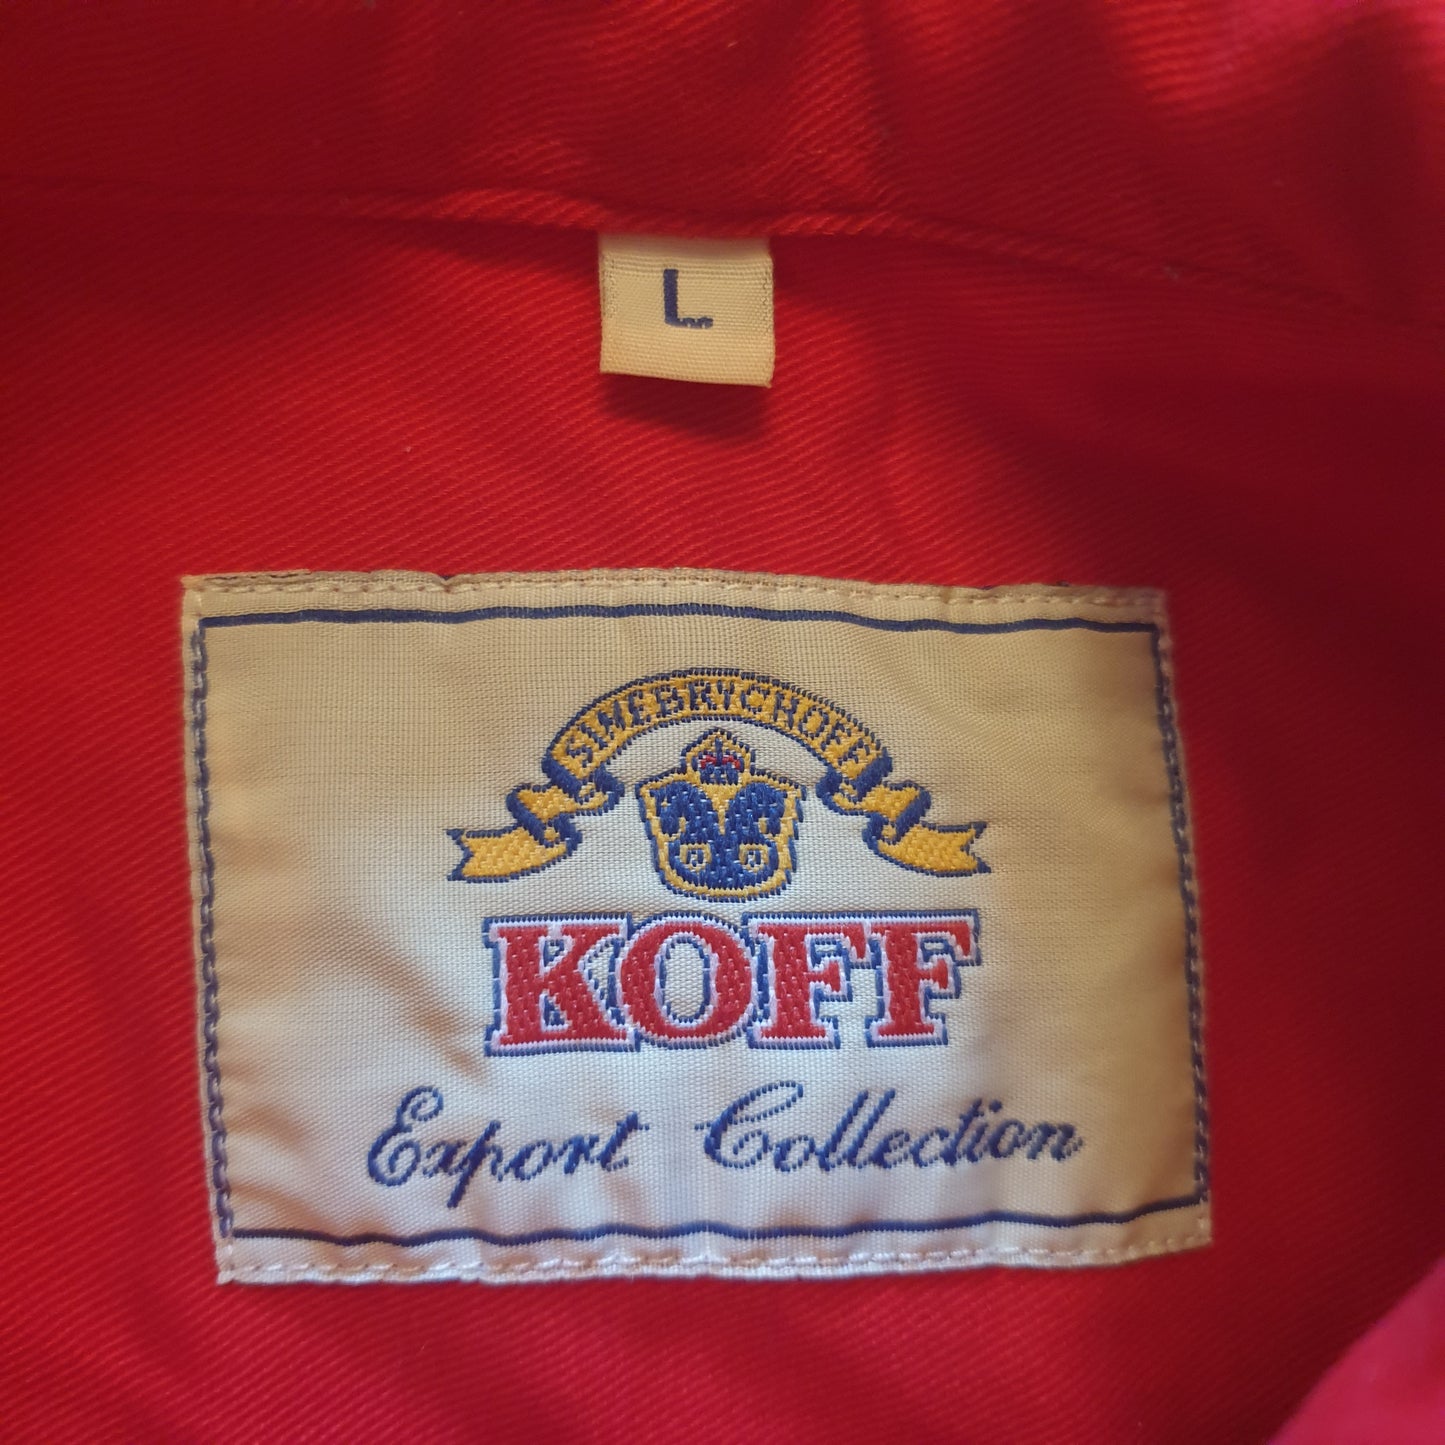 L
SINEBRYCHOFF
KOFF
Export Collection